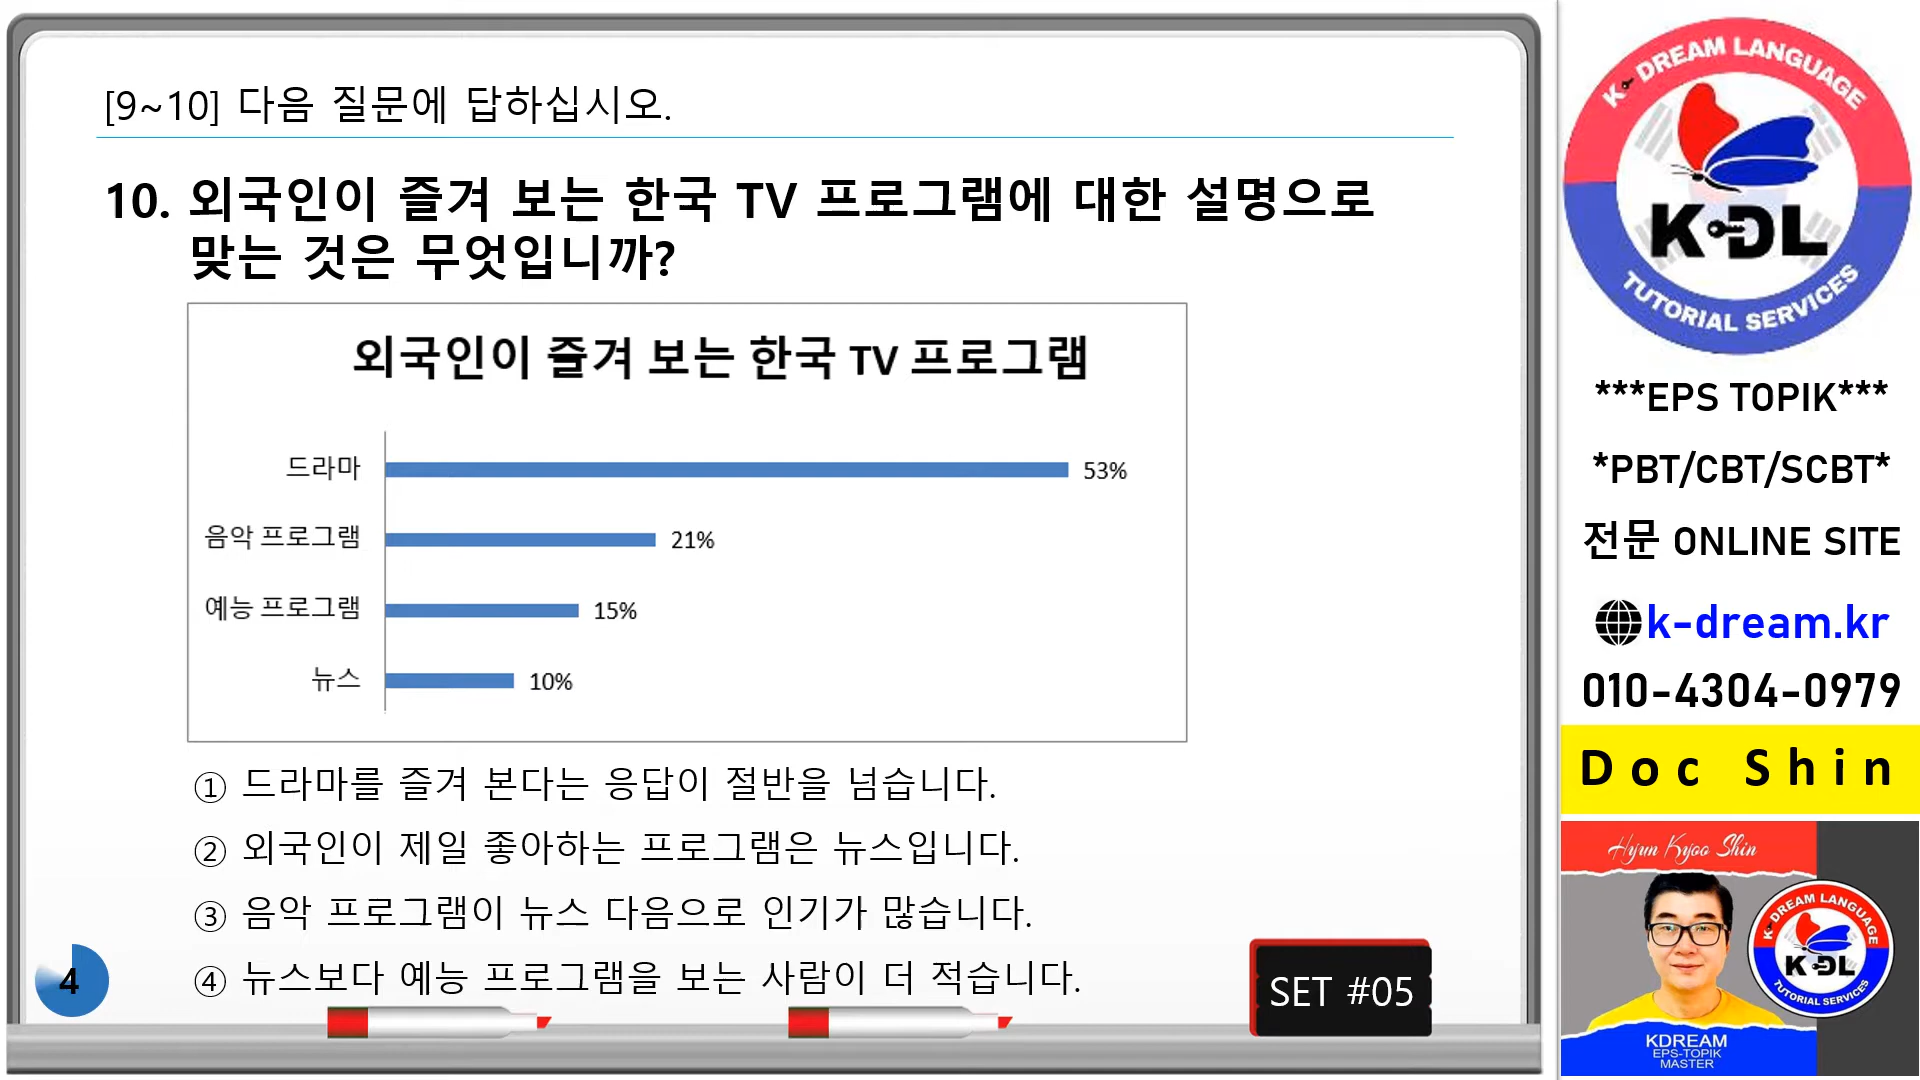 [9~10] 다음 질문에 답하십시오.
10. 외국인이 즐겨 보는 한국 TV 프로그램에 대한 설명으로
맞는 것은 무엇입니까?
외국인이 즐겨 보는 한국 TV 프로그램
드라마 53%
음악 프로그램 21%
예능 프로그램 15%
뉴스 10%
① 드라마를 즐겨 본다는 응답이 절반을 넘습니다.
② 외국인이 제일 좋아하는 프로그램은 뉴스입니다.
③ 음악 프로그램이 뉴스 다음으로 인기가 많습니다.
④ 뉴스보다 예능 프로그램을 보는 사람이 더 적습니다.
4
SET #05
K-DREAM LANGUAGE
K-DL
TUTORIAL SERVICES
***EPS TOPIK***
*PBT/CBT/SCBT*
전문 ONLINE SITE
k-dream.kr
010-4304-0979
Doc Shin
Hyun Kyoo Shin
K-DREAM LANGUAGE
K-DL
TUTORIAL SERVICES
KDREAM
EPS-TOPIK
MASTER